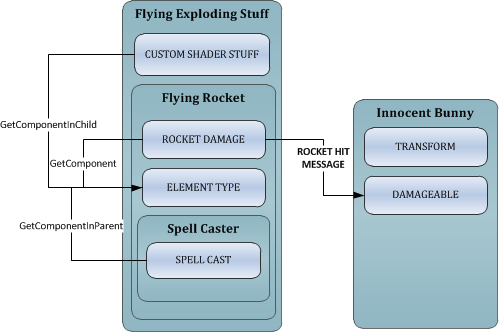 Flying Exploding Stuff
CUSTOM SHADER STUFF
Flying Rocket
GetComponentInChild
ROCKET DAMAGE
GetComponent
ELEMENT TYPE
GetComponentInParent
Spell Caster
SPELL CAST
ROCKET HIT
MESSAGE
Innocent Bunny
TRANSFORM
DAMAGEABLE